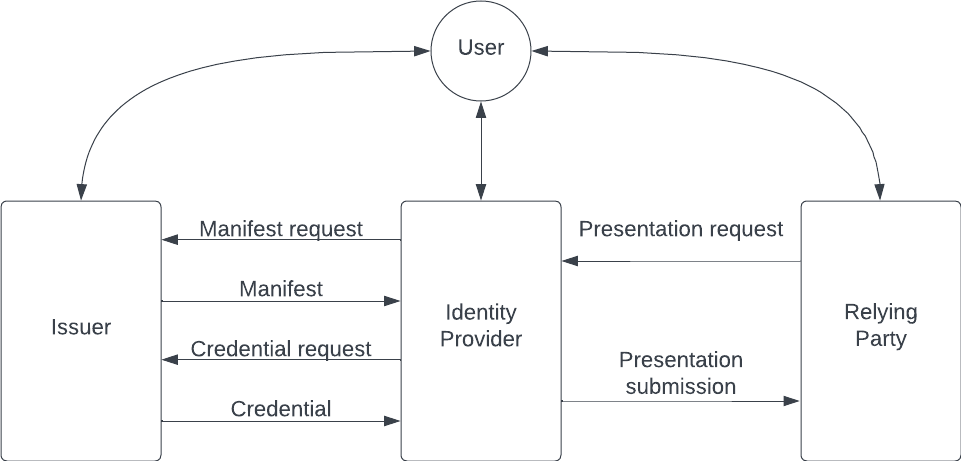 User
Manifest request
Presentation request
Manifest
Issuer
Identity
Provider
Relying
Party
Credential request
Presentation
submission
Credential